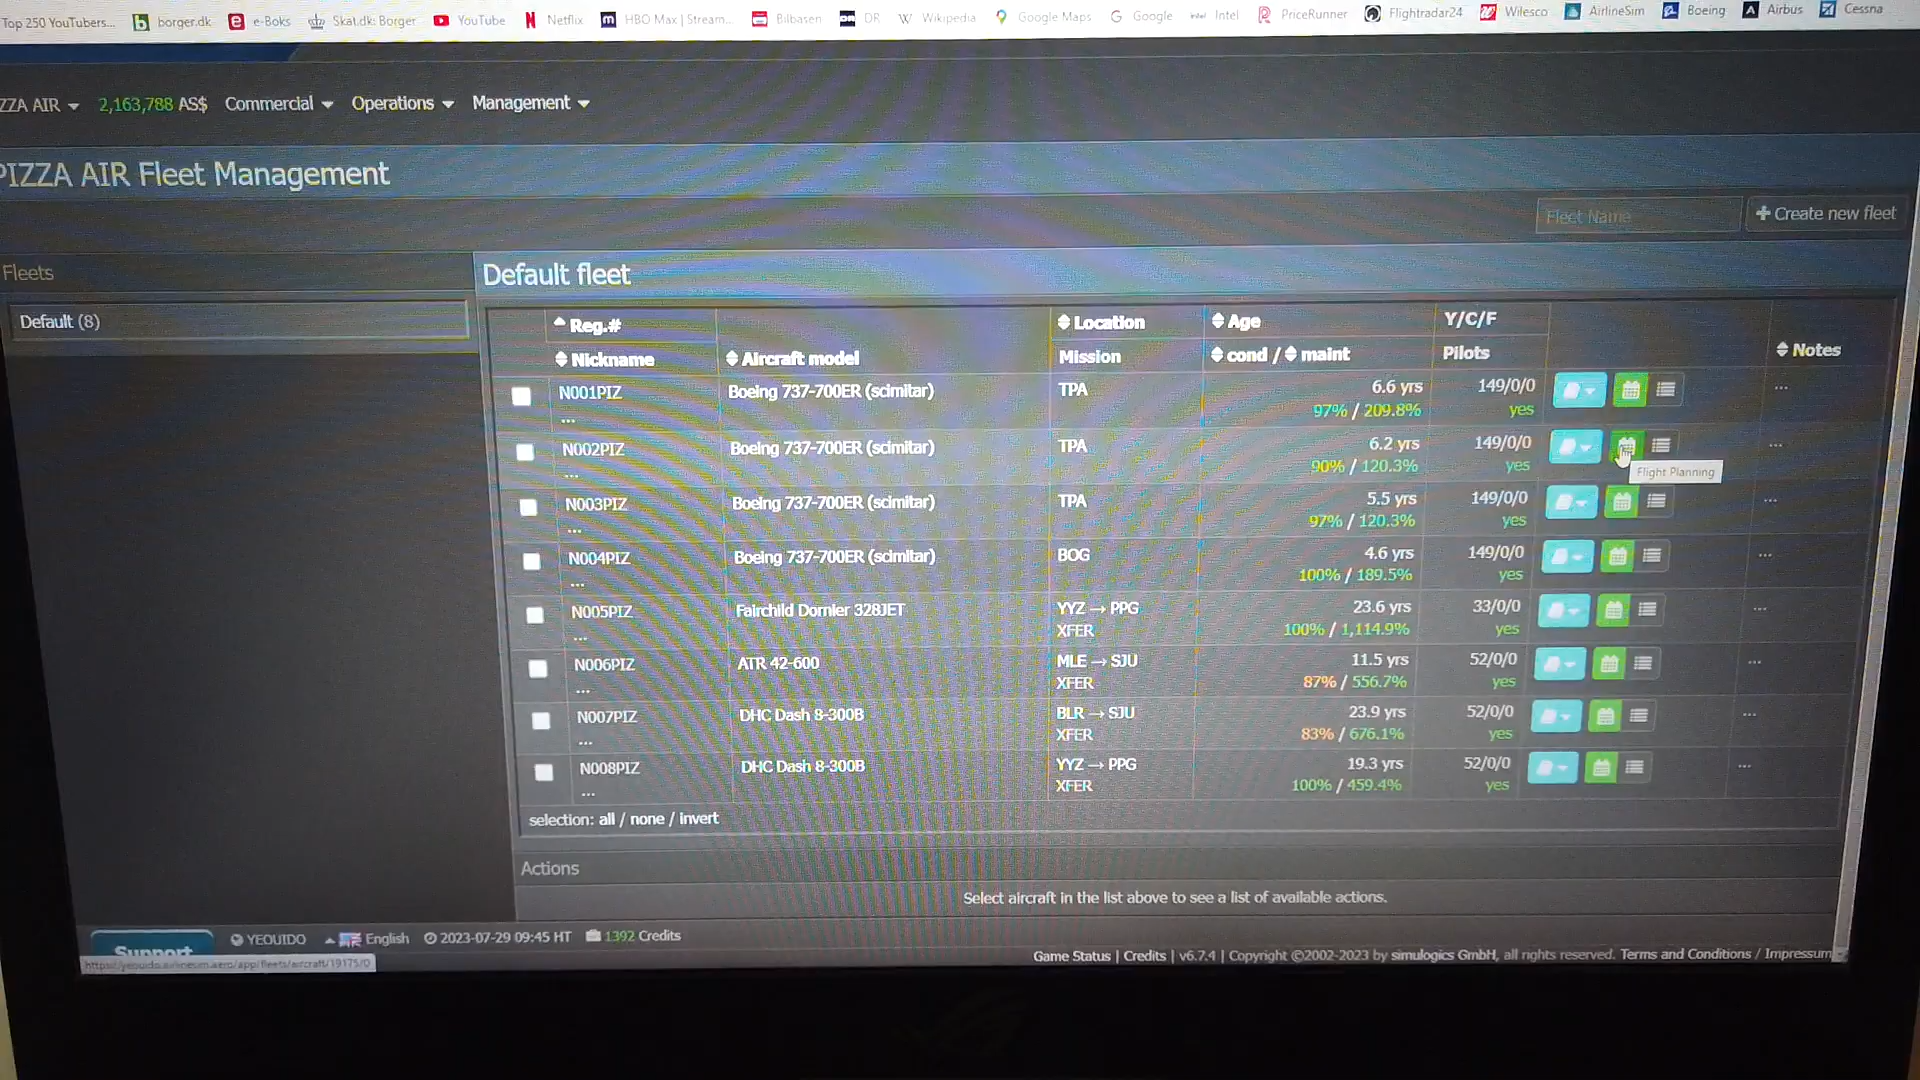 Top 250 YouTubers... borger.dk e-Boks Skat.dk: Borger YouTube Netflix HBO Max | Stream... Bilbasen DR Wikipedia Google Maps Google Intel PriceRunner Flightradar24 Wilesco AirlineSim Boeing Airbus Cessna
ZZA AIR 2,163,788 AS$ Commercial Operations Management
PIZZA AIR Fleet Management
Fleet Name + Create new fleet
Fleets
Default (8)
Default fleet
Reg.# Location Age Y/C/F
Nickname Aircraft model Mission cond / maint Pilots Notes
N001PIZ Boeing 737-700ER (scimitar) TPA 6.6 yrs 149/0/0 ...
... 97% / 209.8% yes
N002PIZ Boeing 737-700ER (scimitar) TPA 6.2 yrs 149/0/0 ...
... 90% / 120.3% yes Flight Planning
N003PIZ Boeing 737-700ER (scimitar) TPA 5.5 yrs 149/0/0 ...
... 97% / 120.3% yes
N004PIZ Boeing 737-700ER (scimitar) BOG 4.6 yrs 149/0/0 ...
... 100% / 189.5% yes
N005PIZ Fairchild Dornier 328JET YYZ → PPG 23.6 yrs 33/0/0 ...
... XFER 100% / 1,114.9% yes
N006PIZ ATR 42-600 MLE → SJU 11.5 yrs 52/0/0 ...
... XFER 87% / 556.7% yes
N007PIZ DHC Dash 8-300B BLR → SJU 23.9 yrs 52/0/0 ...
... XFER 83% / 676.1% yes
N008PIZ DHC Dash 8-300B YYZ → PPG 19.3 yrs 52/0/0 ...
... XFER 100% / 459.4% yes
selection: all / none / invert
Actions
Select aircraft in the list above to see a list of available actions.
Support YEOUIDO English 2023-07-29 09:45 HT 1392 Credits
Game Status | Credits | v6.7.4 | Copyright ©2002-2023 by simulogics GmbH, all rights reserved. Terms and Conditions / Impressum
https://yeouido.airlinesim.aero/app/fleets/aircraft/19175/0